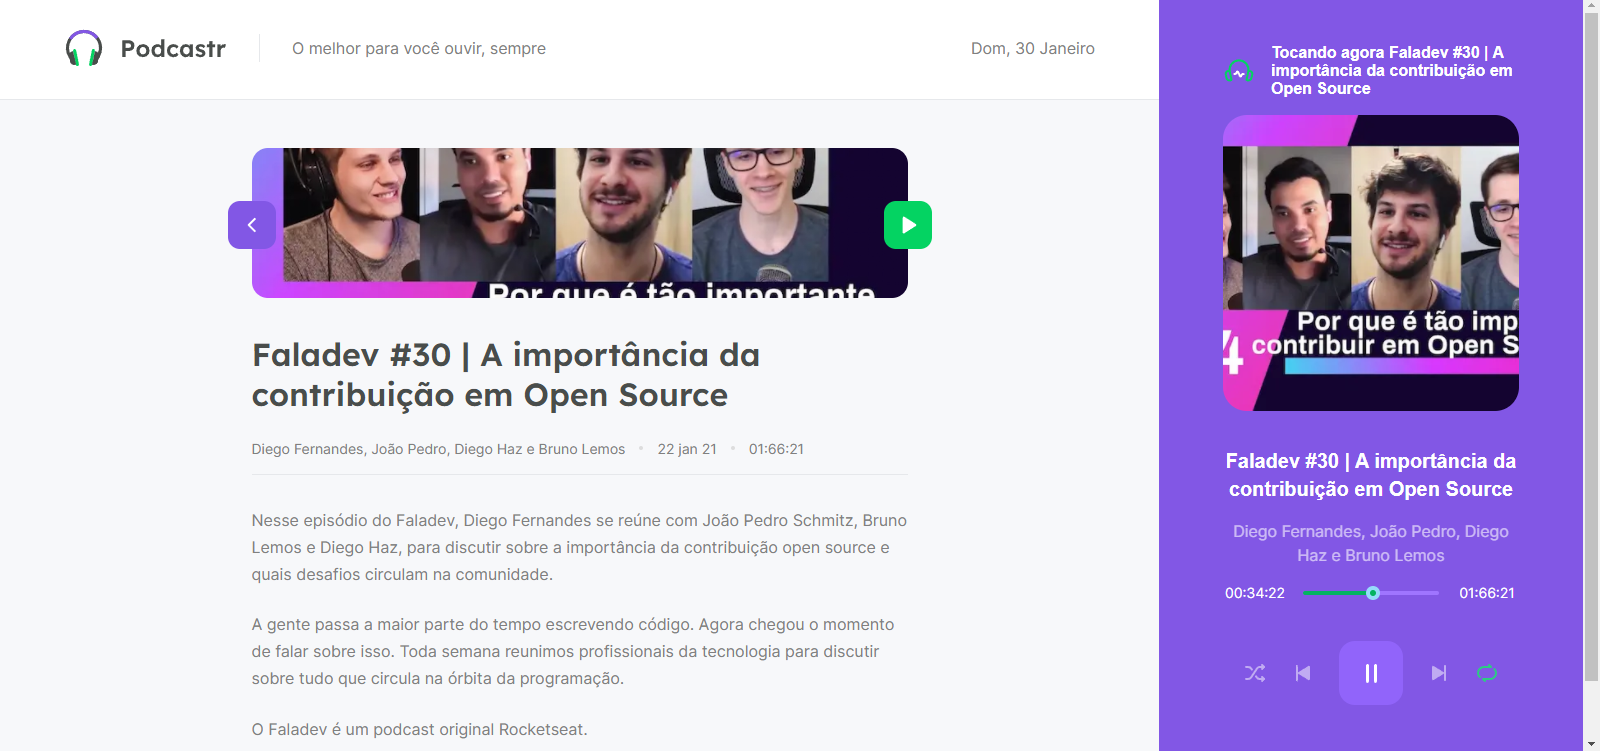 Podcastr
O melhor para você ouvir, sempre
Dom, 30 Janeiro
Por que é tão importante
Faladev #30 | A importância da
contribuição em Open Source
Diego Fernandes, João Pedro, Diego Haz e Bruno Lemos • 22 jan 21 • 01:66:21
Nesse episódio do Faladev, Diego Fernandes se reúne com João Pedro Schmitz, Bruno
Lemos e Diego Haz, para discutir sobre a importância da contribuição open source e
quais desafios circulam na comunidade.
A gente passa a maior parte do tempo escrevendo código. Agora chegou o momento
de falar sobre isso. Toda semana reunimos profissionais da tecnologia para discutir
sobre tudo que circula na órbita da programação.
O Faladev é um podcast original Rocketseat.
Tocando agora Faladev #30 | A
importância da contribuição em
Open Source
Por que é tão imp
4 contribuir em Open S
Faladev #30 | A importância da
contribuição em Open Source
Diego Fernandes, João Pedro, Diego
Haz e Bruno Lemos
00:34:22
01:66:21